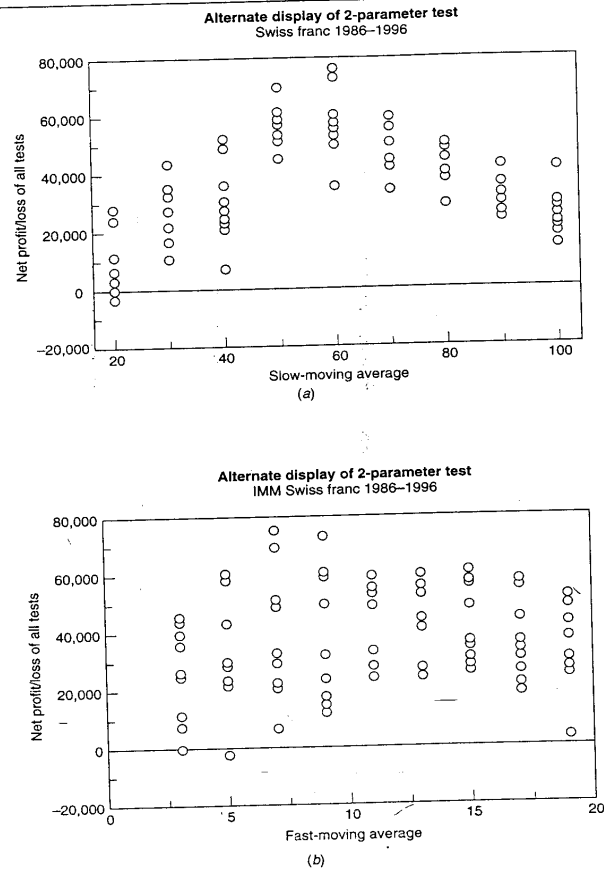 Alternate display of 2-parameter test
Swiss franc 1986–1996
80,000
60,000
40,000
20,000
0
−20,000
Net profit/loss of all tests
20
40
60
80
100
Slow-moving average
(a)
Alternate display of 2-parameter test
IMM Swiss franc 1986–1996
80,000
60,000
40,000
20,000
0
−20,000
Net profit/loss of all tests
0
5
10
15
20
Fast-moving average
(b)